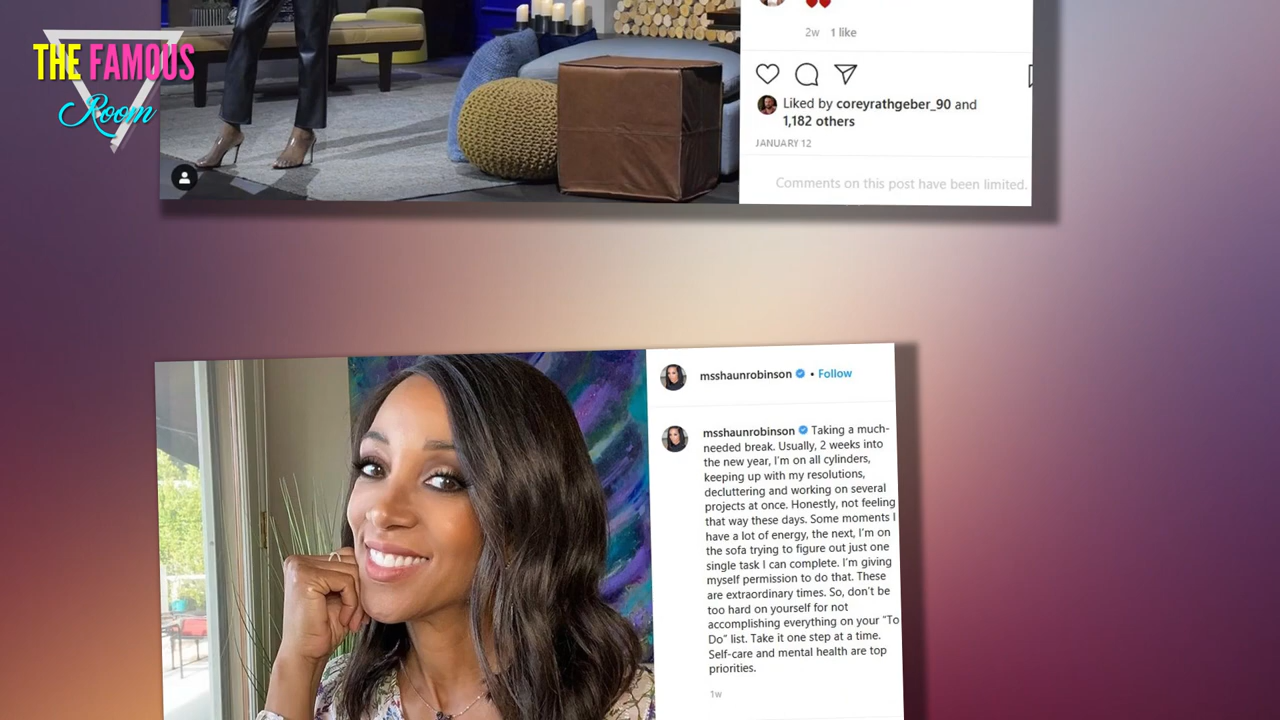 THE FAMOUS
Room
2w 1 like
Liked by coreyrathgeber_90 and
1,182 others
JANUARY 12
Comments on this post have been limited.
msshaunrobinson • Follow
msshaunrobinson Taking a much-
needed break. Usually, 2 weeks into
the new year, I'm on all cylinders,
keeping up with my resolutions,
decluttering and working on several
projects at once. Honestly, not feeling
that way these days. Some moments I
have a lot of energy, the next, I'm on
the sofa trying to figure out just one
single task I can complete. I'm giving
myself permission to do that. These
are extraordinary times. So, don't be
too hard on yourself for not
accomplishing everything on your "To
Do" list. Take it one step at a time.
Self-care and mental health are top
priorities.
1w